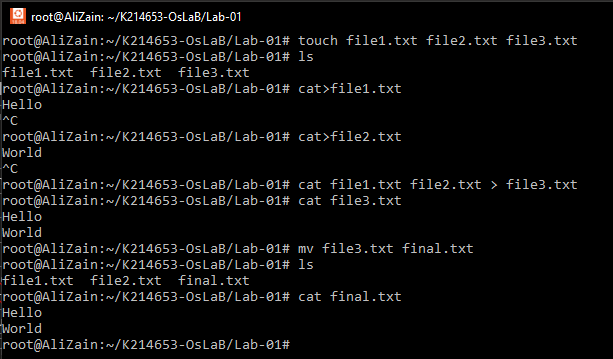 root@AliZain: ~/K214653-OsLaB/Lab-01
root@AliZain:~/K214653-OsLaB/Lab-01# touch file1.txt file2.txt file3.txt
root@AliZain:~/K214653-OsLaB/Lab-01# ls
file1.txt  file2.txt  file3.txt
root@AliZain:~/K214653-OsLaB/Lab-01# cat>file1.txt
Hello
^C
root@AliZain:~/K214653-OsLaB/Lab-01# cat>file2.txt
World
^C
root@AliZain:~/K214653-OsLaB/Lab-01# cat file1.txt file2.txt > file3.txt
root@AliZain:~/K214653-OsLaB/Lab-01# cat file3.txt
Hello
World
root@AliZain:~/K214653-OsLaB/Lab-01# mv file3.txt final.txt
root@AliZain:~/K214653-OsLaB/Lab-01# ls
file1.txt  file2.txt  final.txt
root@AliZain:~/K214653-OsLaB/Lab-01# cat final.txt
Hello
World
root@AliZain:~/K214653-OsLaB/Lab-01#